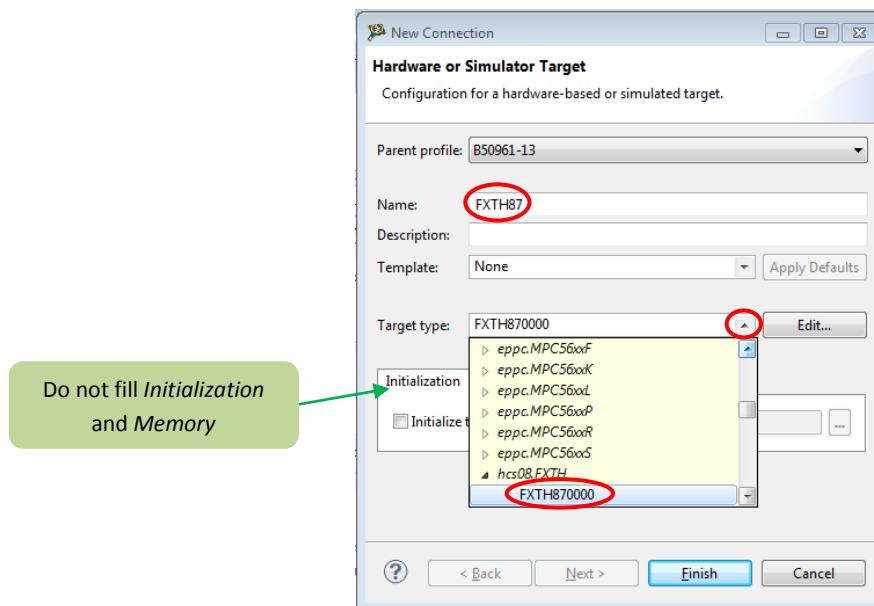 New Connection
Hardware or Simulator Target
Configuration for a hardware-based or simulated target.
Parent profile: B50961-13
Name: FXTH87
Description:
Template: None Apply Defaults
Target type: FXTH870000 Edit...
eppc.MPC56xxF
eppc.MPC56xxK
eppc.MPC56xxL
eppc.MPC56xxP
eppc.MPC56xxR
eppc.MPC56xxS
hcs08.FXTH
FXTH870000
Initialization
Initialize t
...
Do not fill Initialization
and Memory
? < Back Next > Finish Cancel